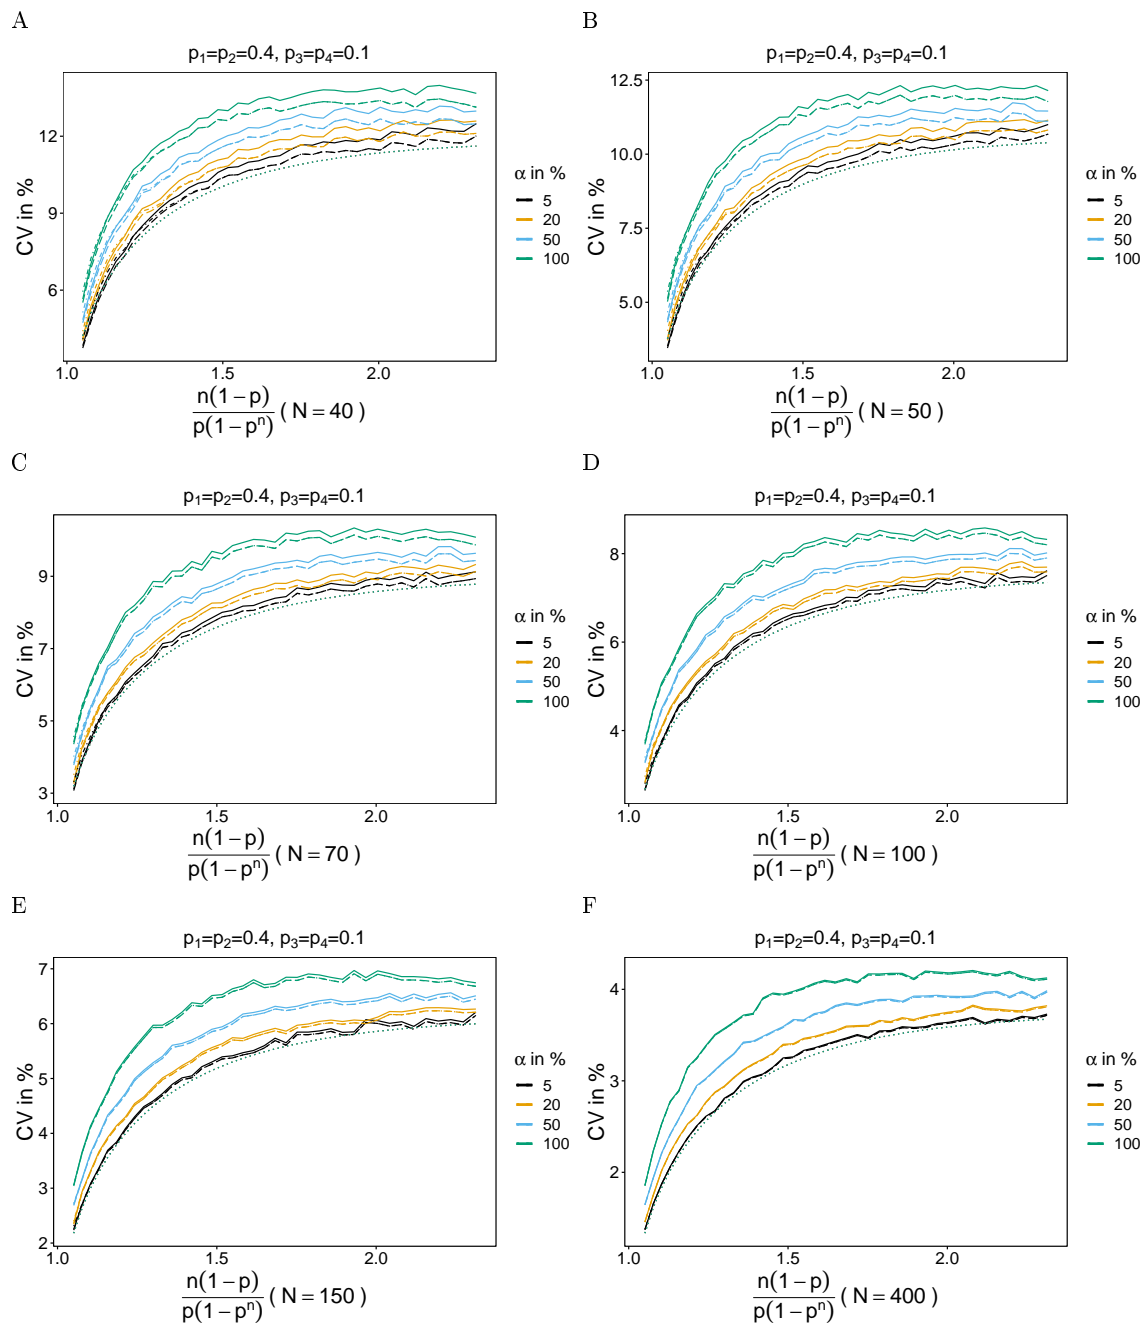 A
p₁=p₂=0.4, p₃=p₄=0.1
CV in %
12
9
6
1.0 1.5 2.0
n(1−p)
p(1−pⁿ) ( N = 40 )
α in %
5
20
50
100
B
p₁=p₂=0.4, p₃=p₄=0.1
CV in %
12.5
10.0
7.5
5.0
1.0 1.5 2.0
n(1−p)
p(1−pⁿ) ( N = 50 )
α in %
5
20
50
100
C
p₁=p₂=0.4, p₃=p₄=0.1
CV in %
9
7
5
3
1.0 1.5 2.0
n(1−p)
p(1−pⁿ) ( N = 70 )
α in %
5
20
50
100
D
p₁=p₂=0.4, p₃=p₄=0.1
CV in %
8
6
4
1.0 1.5 2.0
n(1−p)
p(1−pⁿ) ( N = 100 )
α in %
5
20
50
100
E
p₁=p₂=0.4, p₃=p₄=0.1
CV in %
7
6
5
4
3
2
1.0 1.5 2.0
n(1−p)
p(1−pⁿ) ( N = 150 )
α in %
5
20
50
100
F
p₁=p₂=0.4, p₃=p₄=0.1
CV in %
4
3
2
1.0 1.5 2.0
n(1−p)
p(1−pⁿ) ( N = 400 )
α in %
5
20
50
100